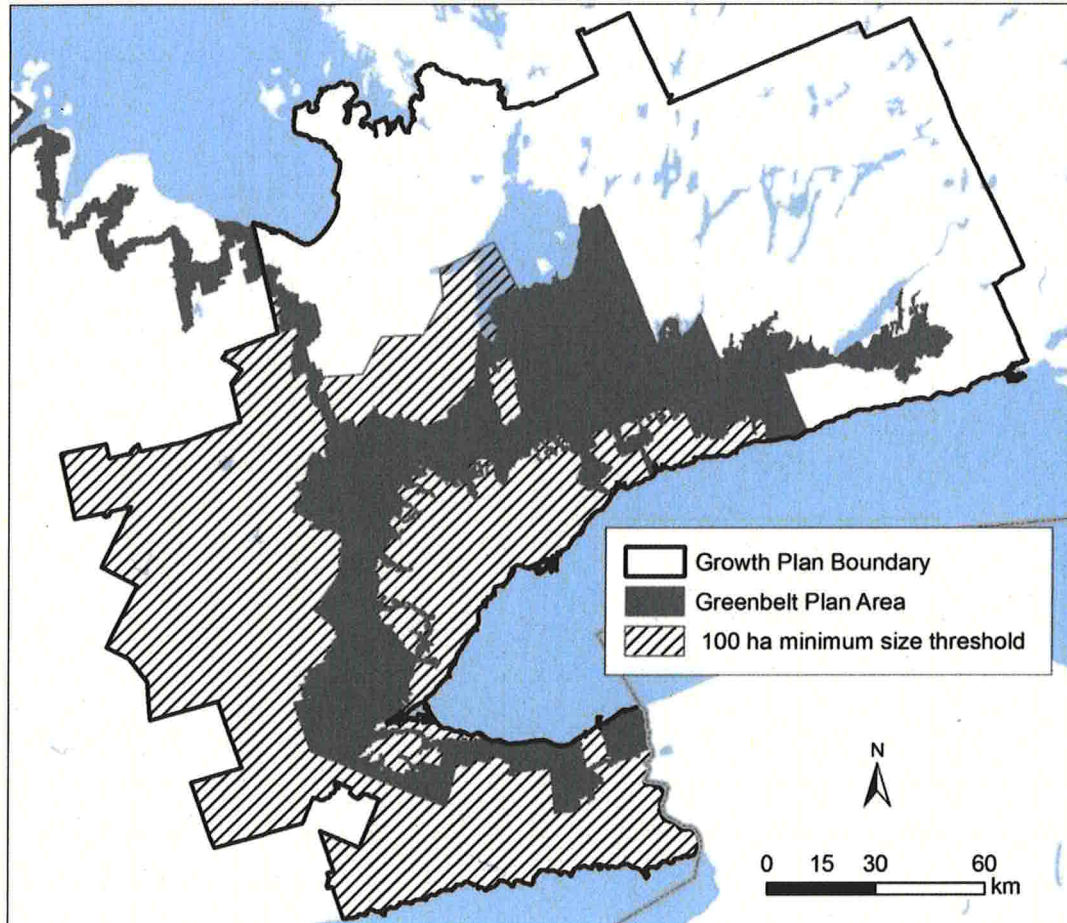 Growth Plan Boundary
Greenbelt Plan Area
100 ha minimum size threshold
N
0 15 30 60
km